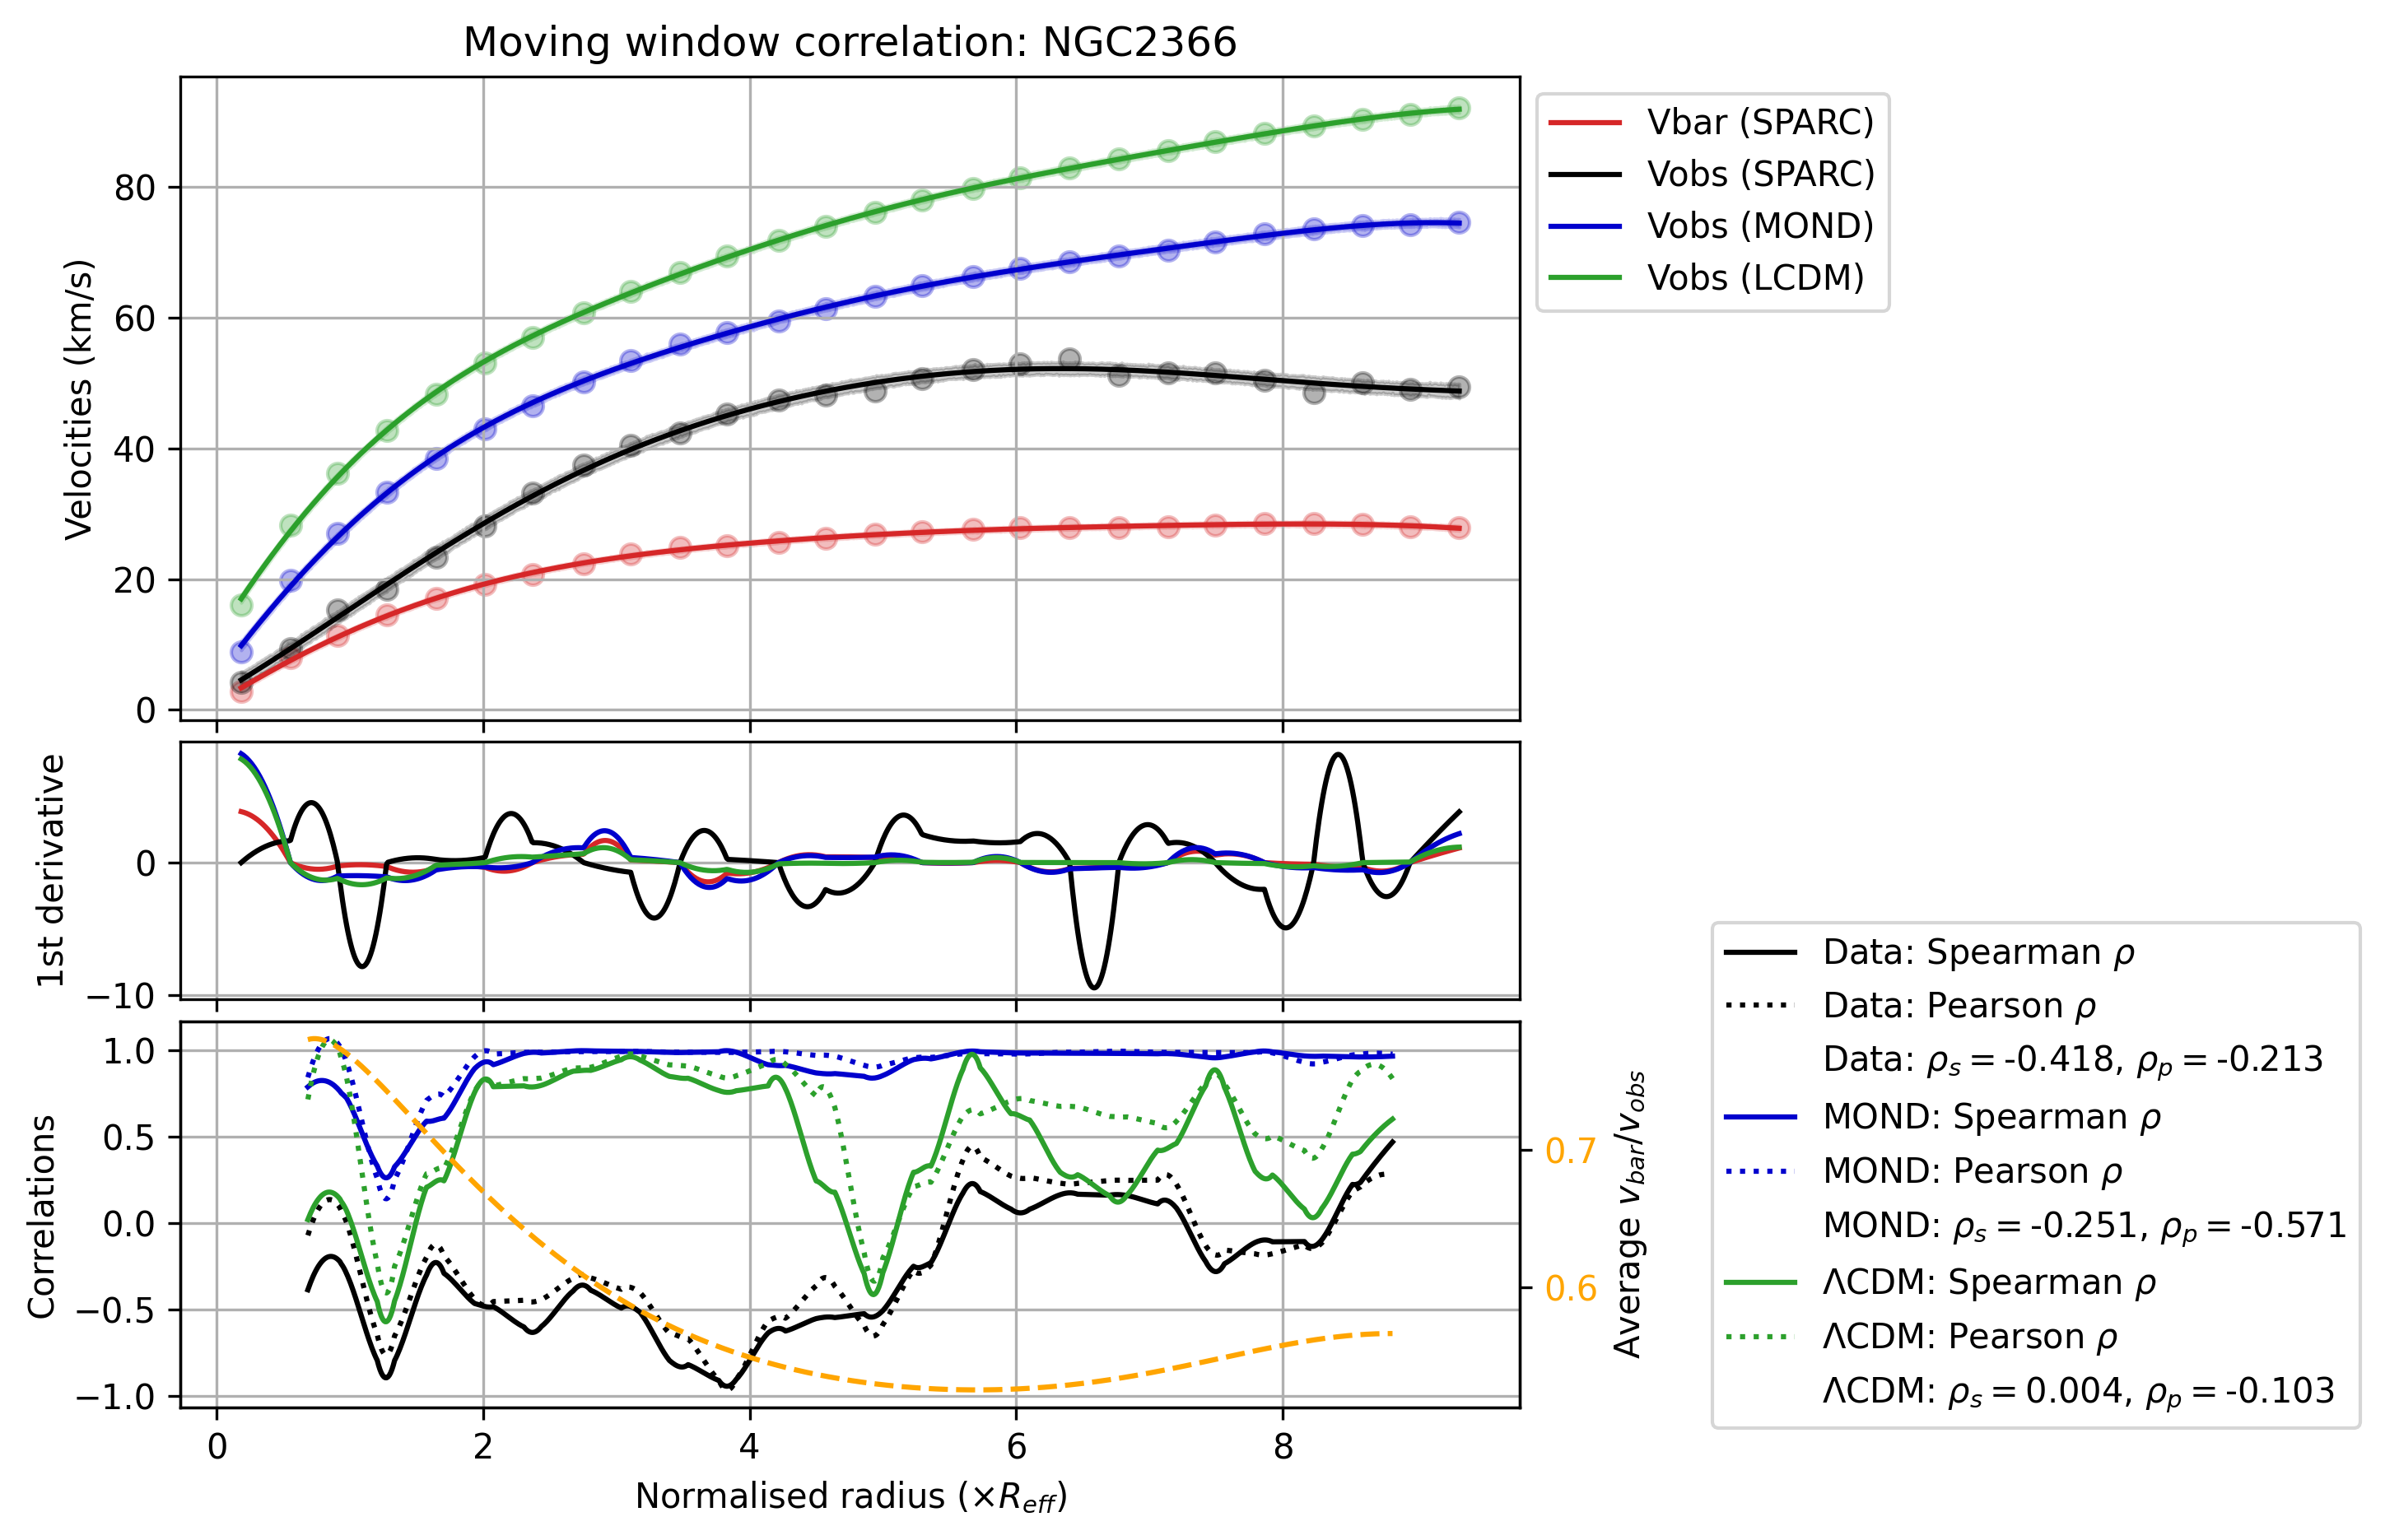 Moving window correlation: NGC2366
Velocities (km/s)
80
60
40
20
0
Vbar (SPARC)
Vobs (SPARC)
Vobs (MOND)
Vobs (LCDM)
1st derivative
0
−10
Correlations
1.0
0.5
0.0
−0.5
−1.0
0.7
0.6
Average v_bar/v_obs
0
2
4
6
8
Normalised radius (×R_eff)
Data: Spearman ρ
Data: Pearson ρ
Data: ρ_s = -0.418, ρ_p = -0.213
MOND: Spearman ρ
MOND: Pearson ρ
MOND: ρ_s = -0.251, ρ_p = -0.571
ΛCDM: Spearman ρ
ΛCDM: Pearson ρ
ΛCDM: ρ_s = 0.004, ρ_p = -0.103